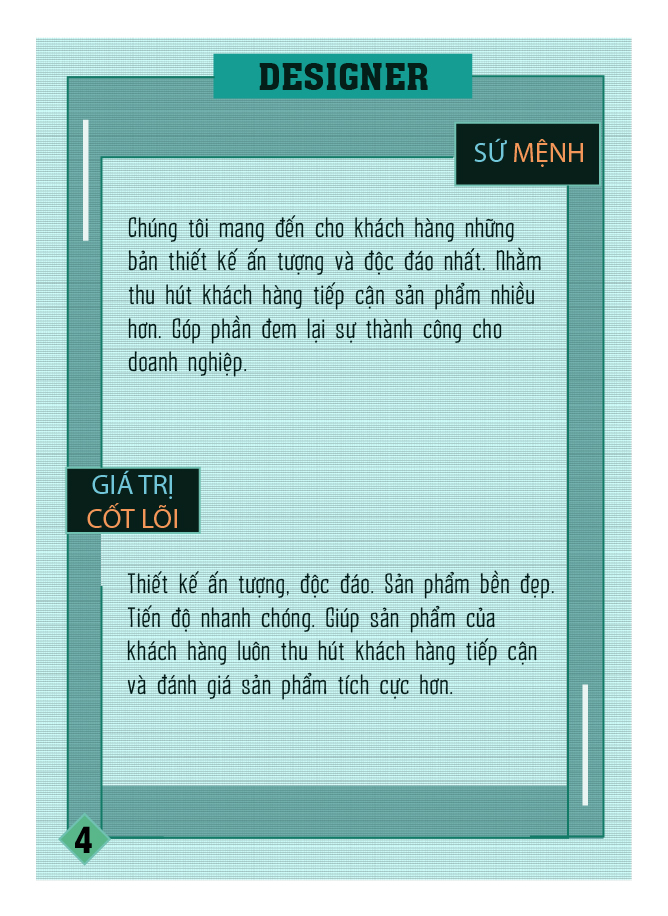 DESIGNER
SỨ MỆNH
Chúng tôi mang đến cho khách hàng những
bản thiết kế ấn tượng và độc đáo nhất. Nhằm
thu hút khách hàng tiếp cận sản phẩm nhiều
hơn. Góp phần đem lại sự thành công cho
doanh nghiệp.
GIÁ TRỊ
CỐT LÕI
Thiết kế ấn tượng, độc đáo. Sản phẩm bền đẹp.
Tiến độ nhanh chóng. Giúp sản phẩm của
khách hàng luôn thu hút khách hàng tiếp cận
và đánh giá sản phẩm tích cực hơn.
4